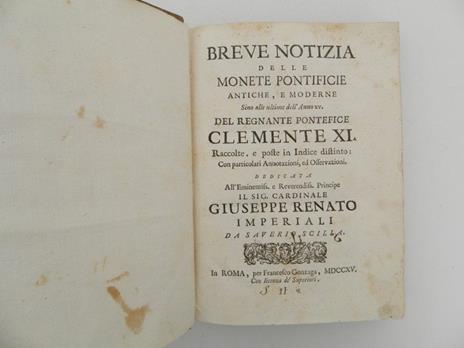 BREVE NOTIZIA
DELLE
MONETE PONTIFICIE
ANTICHE, E MODERNE
Sino alle ultime dell'Anno xv.
DEL REGNANTE PONTEFICE
CLEMENTE XI.
Raccolte, e poste in Indice distinto:
Con particolari Annotazioni, ed Osservazioni.
DEDICATA
All'Eminentiss. e Reverendiss. Principe
IL SIG. CARDINALE
GIUSEPPE RENATO
IMPERIALI
DA SAVERIO SCILLA.
In ROMA, per Francesco Gonzaga, MDCCXV.
Con licenza de' Superiori.